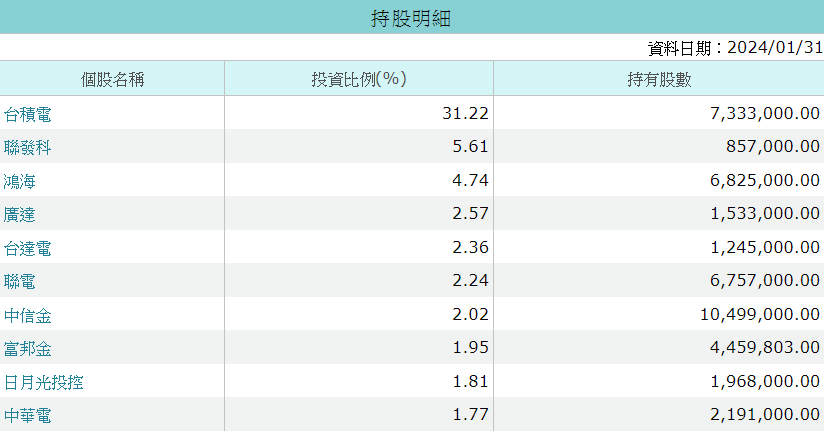 持股明細
資料日期：2024/01/31
個股名稱 投資比例(%) 持有股數
台積電 31.22 7,333,000.00
聯發科 5.61 857,000.00
鴻海 4.74 6,825,000.00
廣達 2.57 1,533,000.00
台達電 2.36 1,245,000.00
聯電 2.24 6,757,000.00
中信金 2.02 10,499,000.00
富邦金 1.95 4,459,803.00
日月光投控 1.81 1,968,000.00
中華電 1.77 2,191,000.00